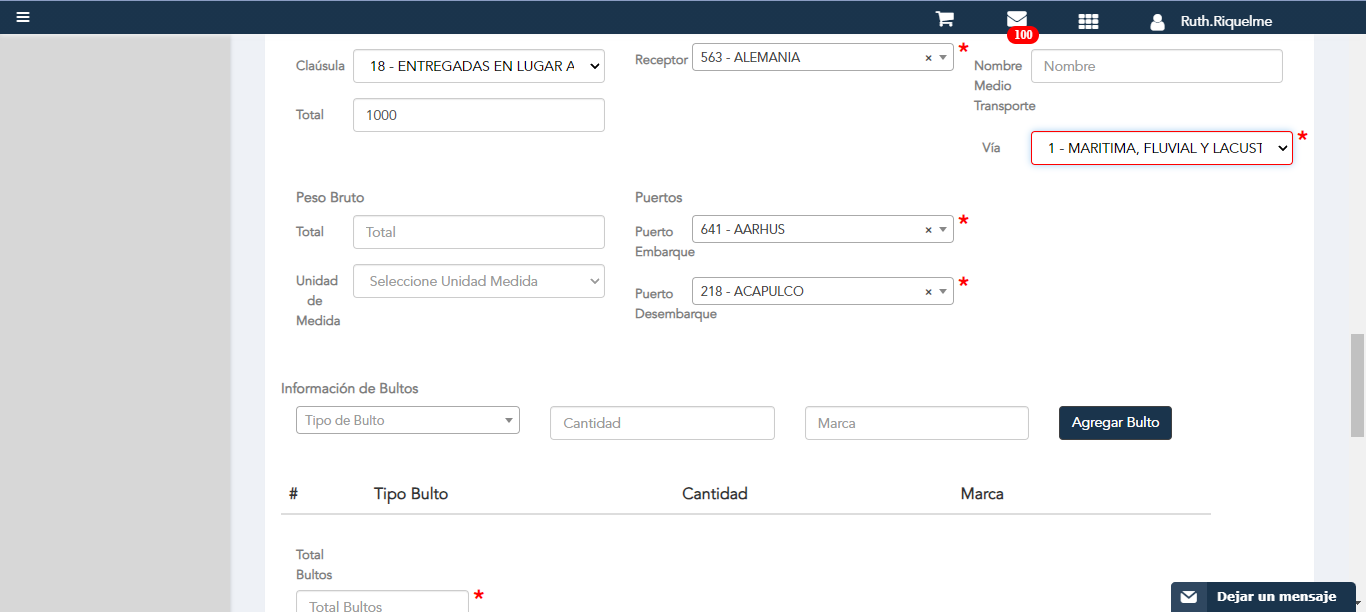 100
Ruth.Riquelme
Claúsula
18 - ENTREGADAS EN LUGAR A
Receptor
563 - ALEMANIA
×
*
Nombre
Medio
Transporte
Nombre
Total
1000
Vía
1 - MARITIMA, FLUVIAL Y LACUST
*
Peso Bruto
Puertos
Total
Total
Puerto
Embarque
641 - AARHUS
×
*
Unidad
de
Medida
Seleccione Unidad Medida
Puerto
Desembarque
218 - ACAPULCO
×
*
Información de Bultos
Tipo de Bulto
Cantidad
Marca
Agregar Bulto
# Tipo Bulto Cantidad Marca
Total
Bultos
Total Bultos
*
Dejar un mensaje